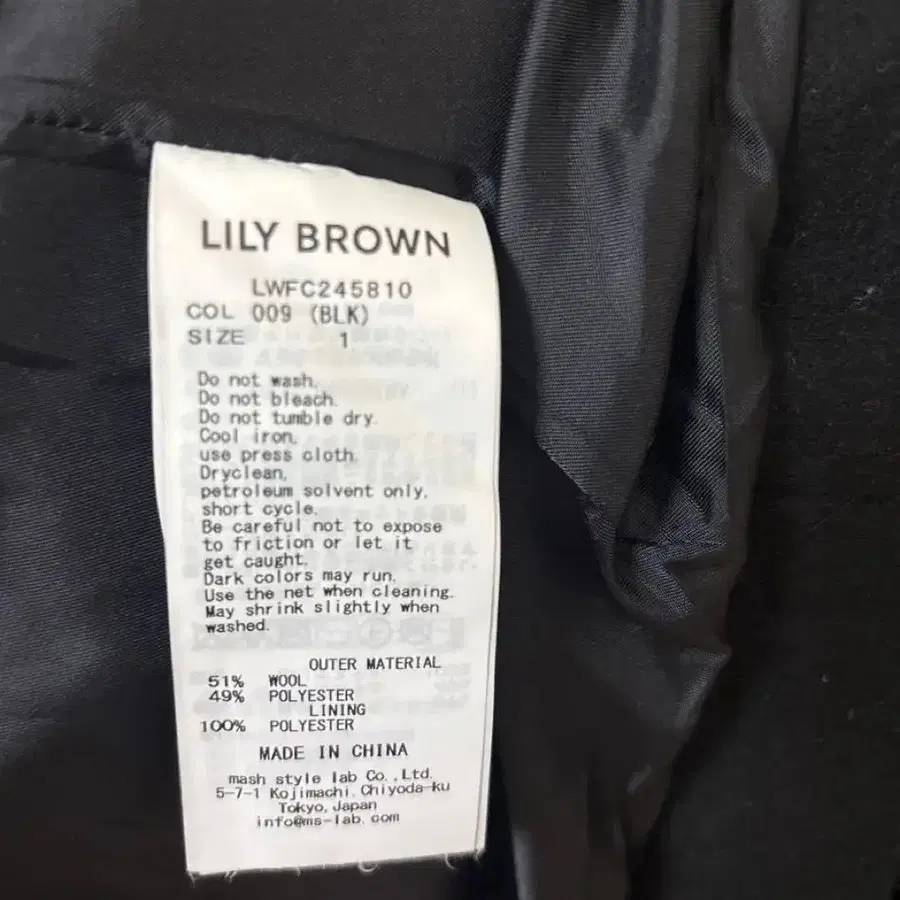 LILY BROWN
LWFC245810
COL 009 (BLK)
SIZE 1
Do not wash.
Do not bleach.
Do not tumble dry.
Cool iron,
use press cloth.
Dryclean,
petroleum solvent only,
short cycle.
Be careful not to expose
to friction or let it
get caught.
Dark colors may run.
Use the net when cleaning.
May shrink slightly when
washed.
OUTER MATERIAL
51% WOOL
49% POLYESTER
LINING
100% POLYESTER
MADE IN CHINA
mash style lab Co.,Ltd.
5-7-1 Kojimachi, Chiyoda-ku
Tokyo, Japan
info@ms-lab.com